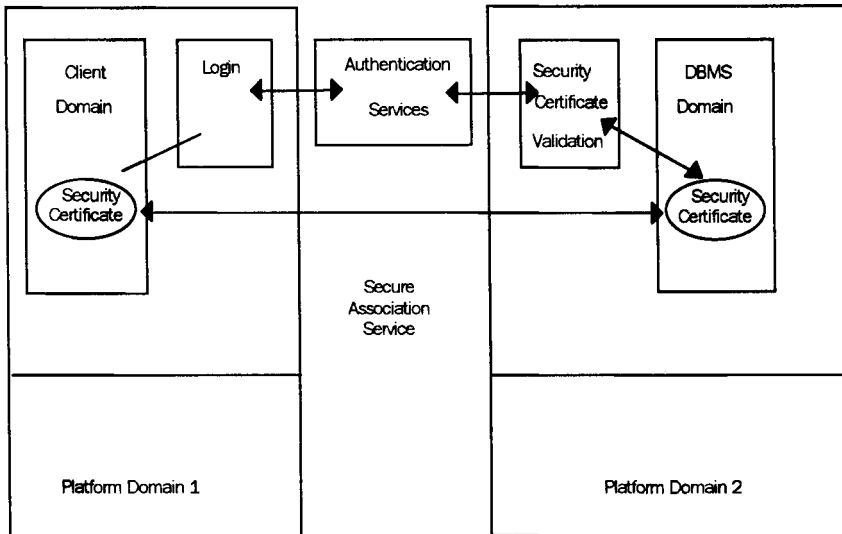 Client
Domain
Login
Authentication
Services
Security
Certificate
Validation
DBMS
Domain
Security
Certificate
Security
Certificate
Secure
Association
Service
Platform Domain 1
Platform Domain 2